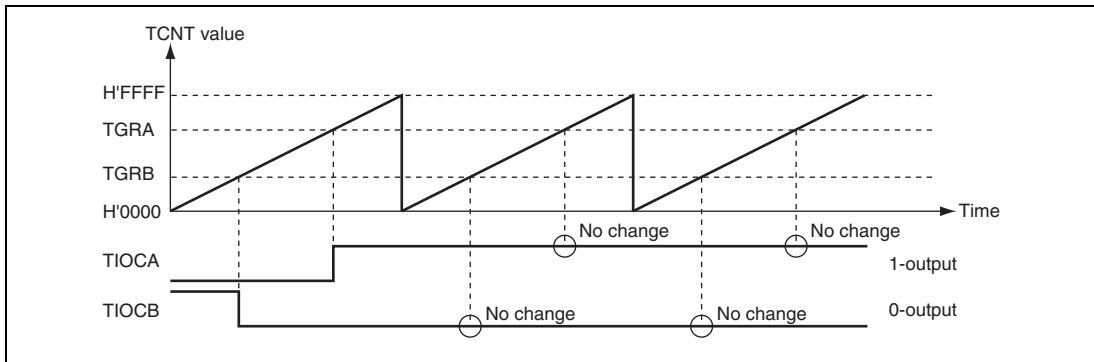 TCNT value
H'FFFF
TGRA
TGRB
H'0000
Time
No change No change
TIOCA 1-output
No change No change
TIOCB 0-output